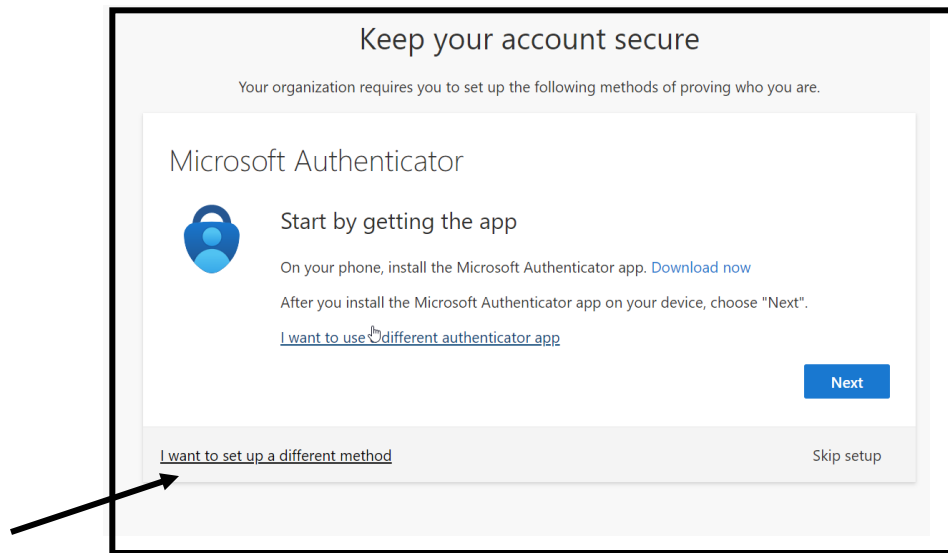 Keep your account secure
Your organization requires you to set up the following methods of proving who you are.
Microsoft Authenticator
Start by getting the app
On your phone, install the Microsoft Authenticator app. Download now
After you install the Microsoft Authenticator app on your device, choose "Next".
I want to use different authenticator app
Next
I want to set up a different method
Skip setup